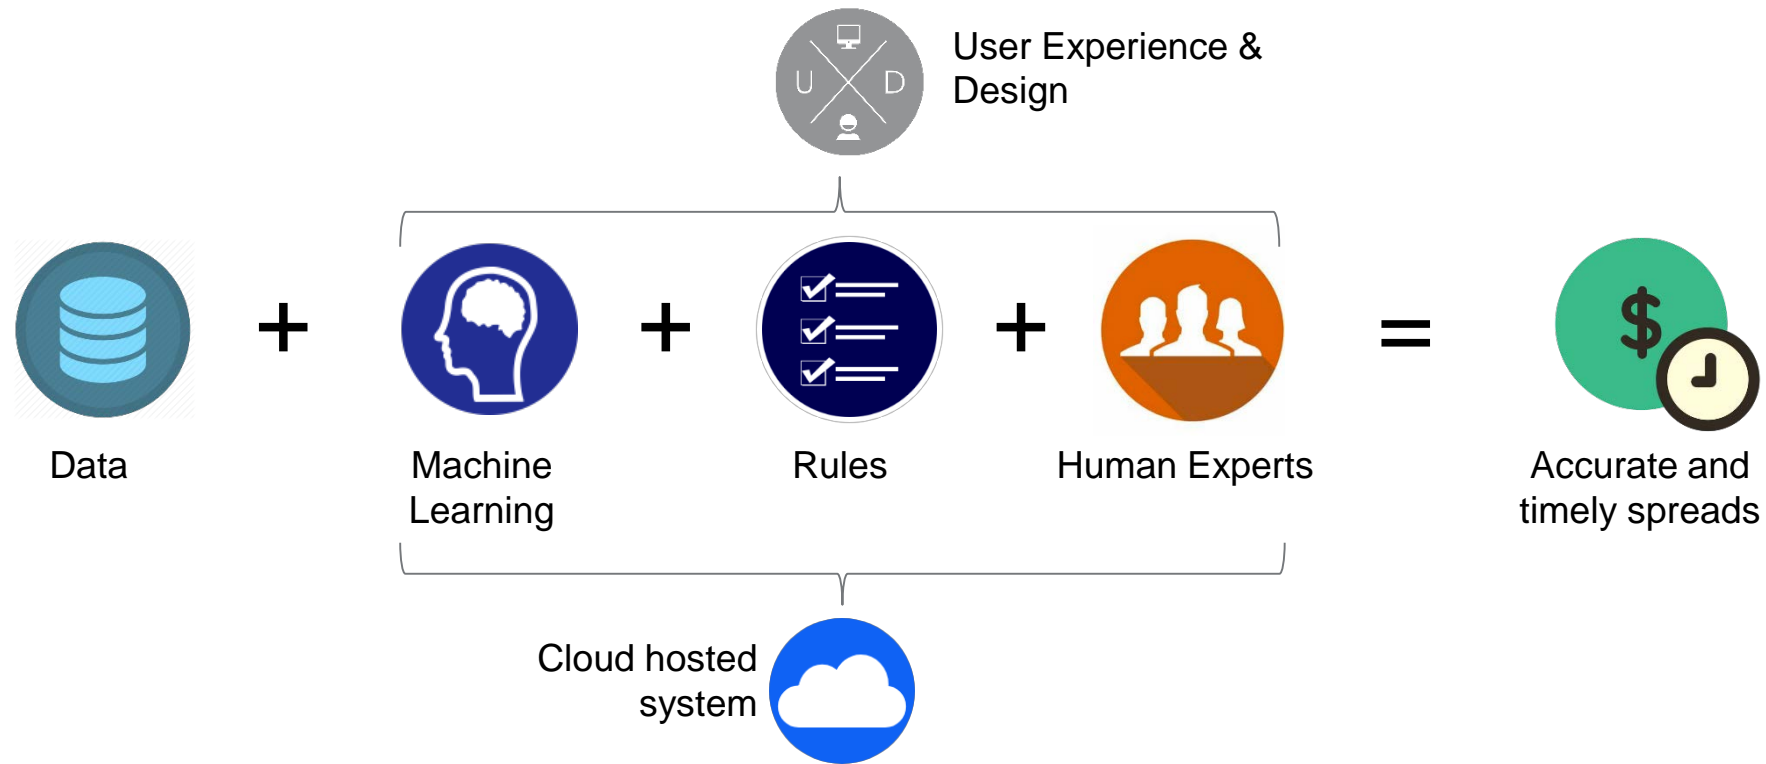 User Experience &
Design
U D
+ + + =
$
Data
Machine
Learning
Rules
Human Experts
Accurate and
timely spreads
Cloud hosted
system